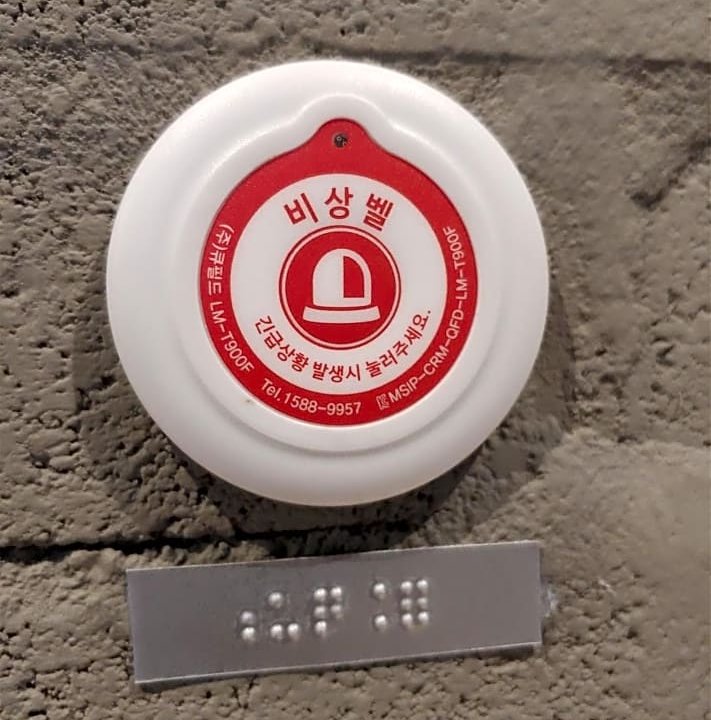 비상벨
긴급상황 발생시 눌러주세요.
(주)큐필드 LM-T900F Tel.1588-9957 MSIP-CRM-QFD-LM-T900F